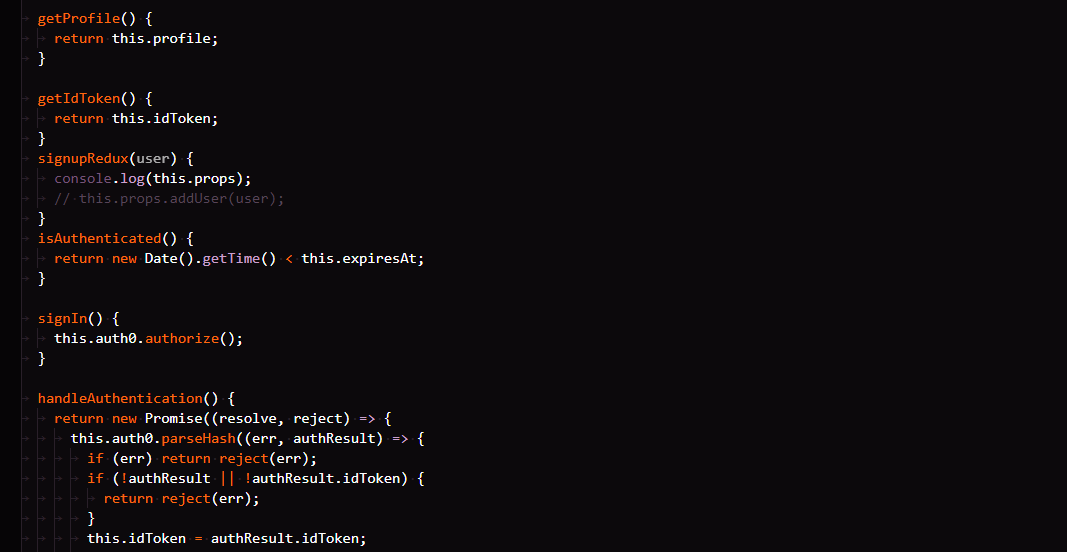 getProfile() {
return this.profile;
}
getIdToken() {
return this.idToken;
}
signupRedux(user) {
console.log(this.props);
// this.props.addUser(user);
}
isAuthenticated() {
return new Date().getTime() < this.expiresAt;
}
signIn() {
this.auth0.authorize();
}
handleAuthentication() {
return new Promise((resolve, reject) => {
this.auth0.parseHash((err, authResult) => {
if (err) return reject(err);
if (!authResult || !authResult.idToken) {
return reject(err);
}
this.idToken = authResult.idToken;